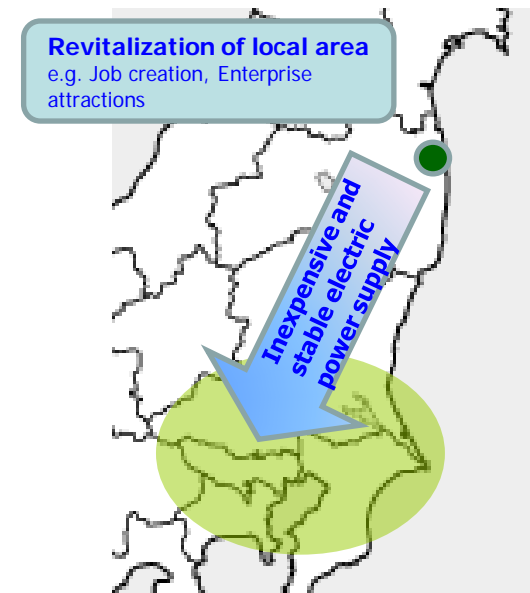 Revitalization of local area
e.g. Job creation, Enterprise
attractions
Inexpensive and
stable electric
power supply